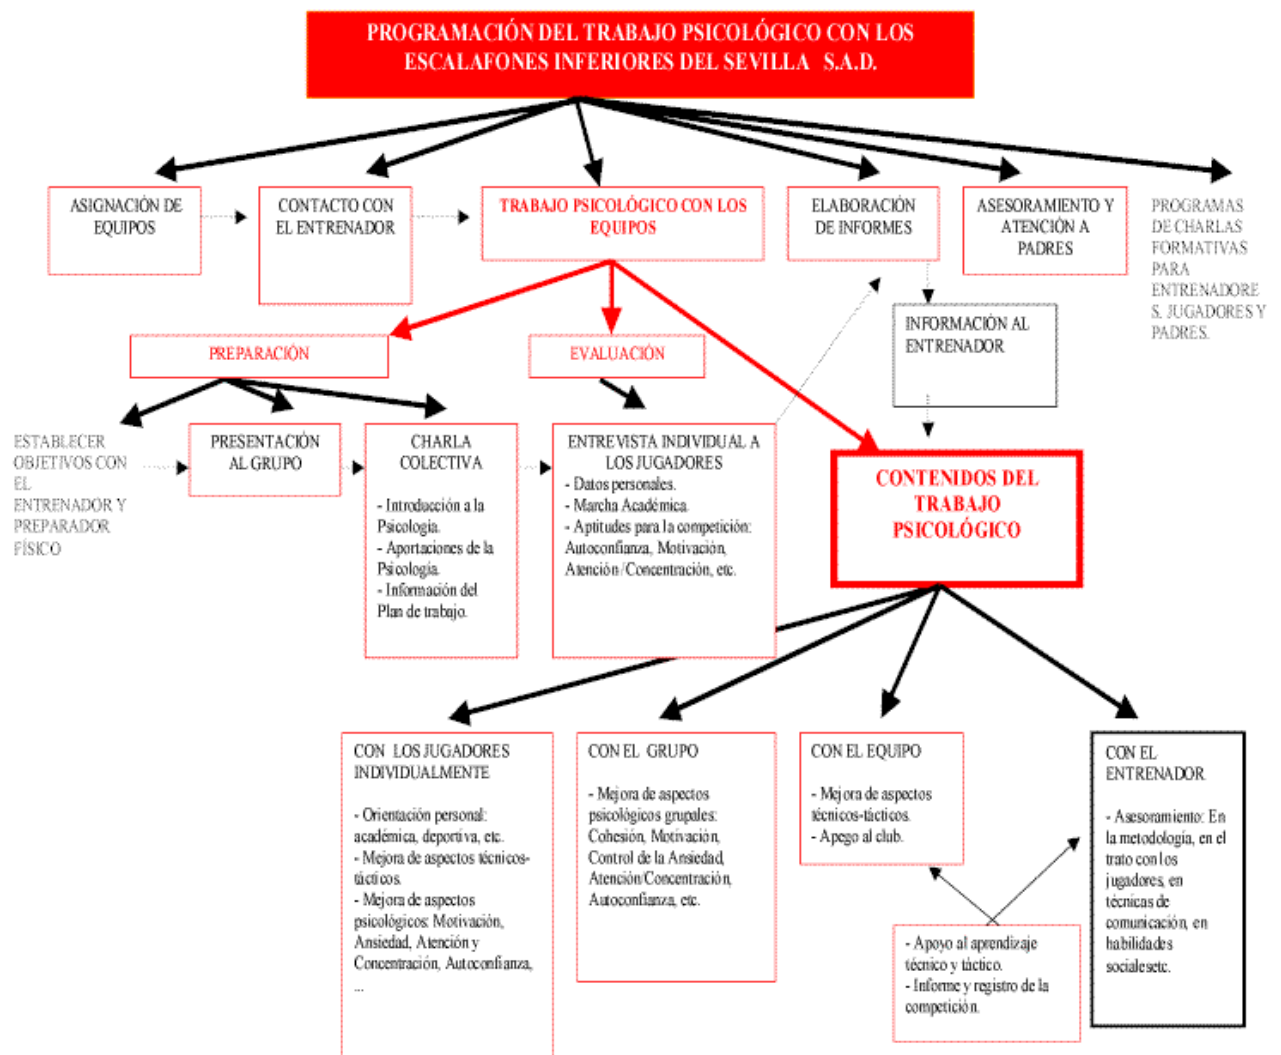 PROGRAMACIÓN DEL TRABAJO PSICOLÓGICO CON LOS
ESCALAFONES INFERIORES DEL SEVILLA S.A.D.
ASIGNACIÓN DE
EQUIPOS
CONTACTO CON
EL ENTRENADOR
TRABAJO PSICOLÓGICO CON LOS
EQUIPOS
ELABORACIÓN
DE INFORMES
ASESORAMIENTO Y
ATENCIÓN A
PADRES
PROGRAMAS
DE CHARLAS
FORMATIVAS
PARA
ENTRENADORE
S, JUGADORES Y
PADRES.
INFORMACIÓN AL
ENTRENADOR
PREPARACIÓN
EVALUACIÓN
ESTABLECER
OBJETIVOS CON
EL
ENTRENADOR Y
PREPARADOR
FÍSICO
PRESENTACIÓN
AL GRUPO
CHARLA
COLECTIVA
- Introducción a la
Psicología.
- Aportaciones de la
Psicología.
- Información del
Plan de trabajo.
ENTREVISTA INDIVIDUAL A
LOS JUGADORES
- Datos personales.
- Marcha Académica.
- Aptitudes para la competición:
Autoconfianza, Motivación,
Atención/Concentración, etc.
CONTENIDOS DEL
TRABAJO
PSICOLÓGICO
CON LOS JUGADORES
INDIVIDUALMENTE
- Orientación personal:
académica, deportiva, etc.
- Mejora de aspectos técnicos-
tácticos.
- Mejora de aspectos
psicológicos: Motivación,
Ansiedad, Atención y
Concentración, Autoconfianza,
...
CON EL GRUPO
- Mejora de aspectos
psicológicos grupales:
Cohesión, Motivación,
Control de la Ansiedad,
Atención/Concentración,
Autoconfianza, etc.
CON EL EQUIPO
- Mejora de aspectos
técnicos-tácticos.
- Apego al club.
- Apoyo al aprendizaje
técnico y táctico.
- Informe y registro de la
competición.
CON EL
ENTRENADOR
- Asesoramiento: En
la metodología, en el
trato con los
jugadores, en
técnicas de
comunicación, en
habilidades
socialesetc.